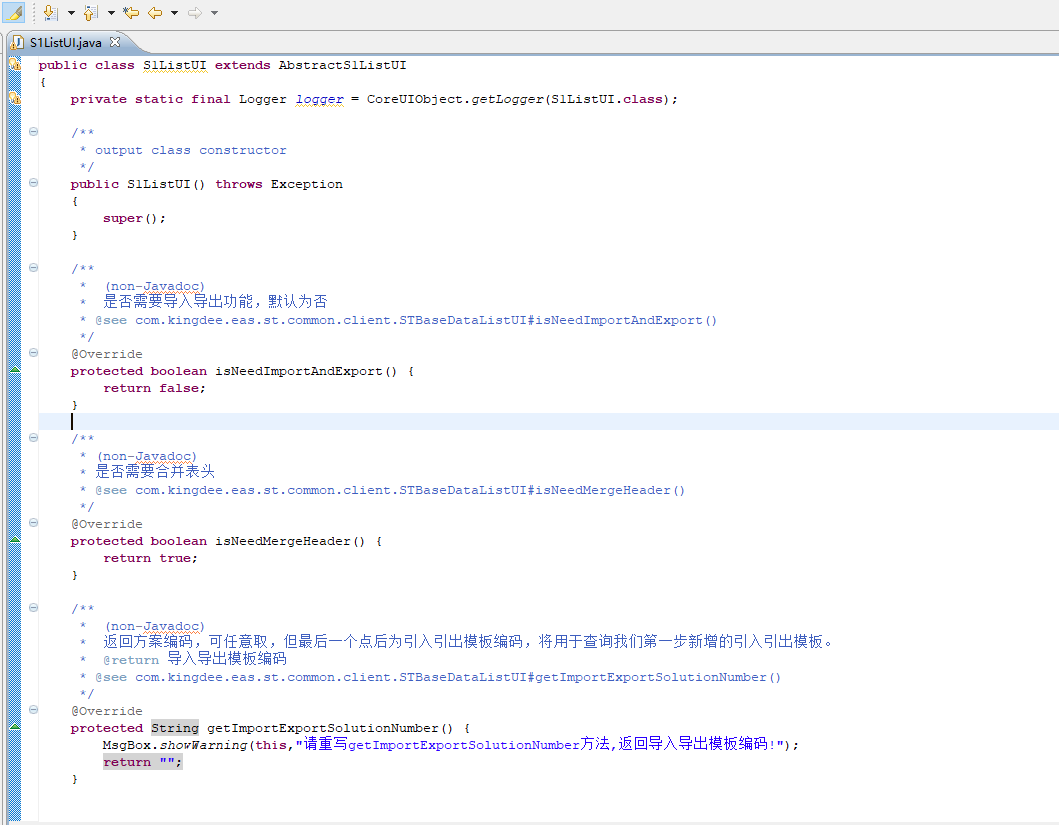 S1ListUI.java
public class S1ListUI extends AbstractS1ListUI
{
private static final Logger logger = CoreUIObject.getLogger(S1ListUI.class);
/**
* output class constructor
*/
public S1ListUI() throws Exception
{
super();
}
/**
* (non-Javadoc)
* 是否需要导入导出功能，默认为否
* @see com.kingdee.eas.st.common.client.STBaseDataListUI#isNeedImportAndExport()
*/
@Override
protected boolean isNeedImportAndExport() {
return false;
}
/**
* (non-Javadoc)
* 是否需要合并表头
* @see com.kingdee.eas.st.common.client.STBaseDataListUI#isNeedMergeHeader()
*/
@Override
protected boolean isNeedMergeHeader() {
return true;
}
/**
* (non-Javadoc)
* 返回方案编码，可任意取，但最后一个点后为引入引出模板编码，将用于查询我们第一步新增的引入引出模板。
* @return 导入导出模板编码
* @see com.kingdee.eas.st.common.client.STBaseDataListUI#getImportExportSolutionNumber()
*/
@Override
protected String getImportExportSolutionNumber() {
MsgBox.showWarning(this,"请重写getImportExportSolutionNumber方法,返回导入导出模板编码!");
return "";
}